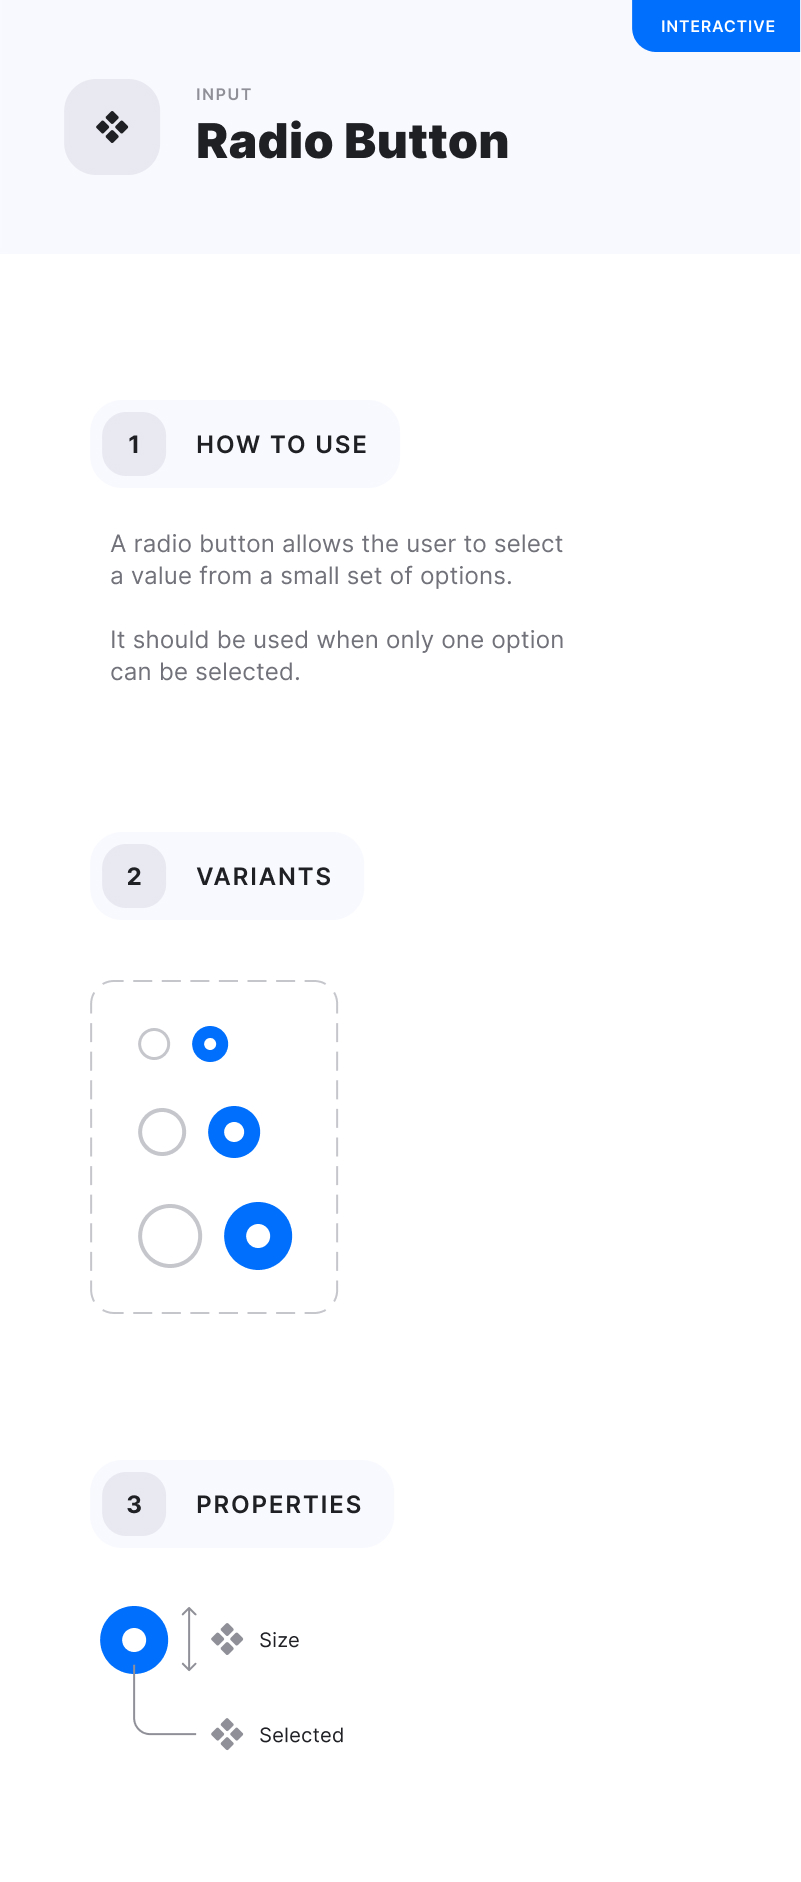 INTERACTIVE
INPUT
Radio Button
1
HOW TO USE
A radio button allows the user to select
a value from a small set of options.
It should be used when only one option
can be selected.
2
VARIANTS
3
PROPERTIES
Size
Selected